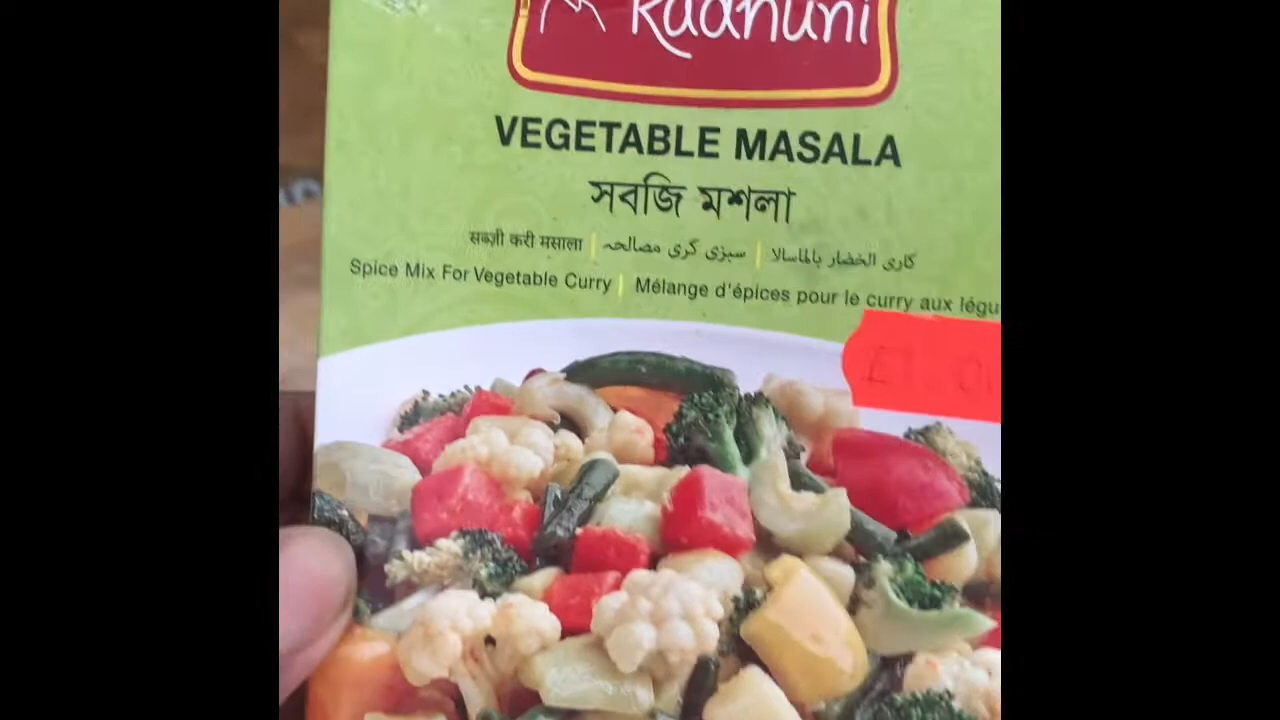 Radhuni
VEGETABLE MASALA
সবজি মশলা
सब्ज़ी करी मसाला | سبزی کری مصالحہ | كارى الخضار بالماسالا
Spice Mix For Vegetable Curry | Mélange d'épices pour le curry aux légu